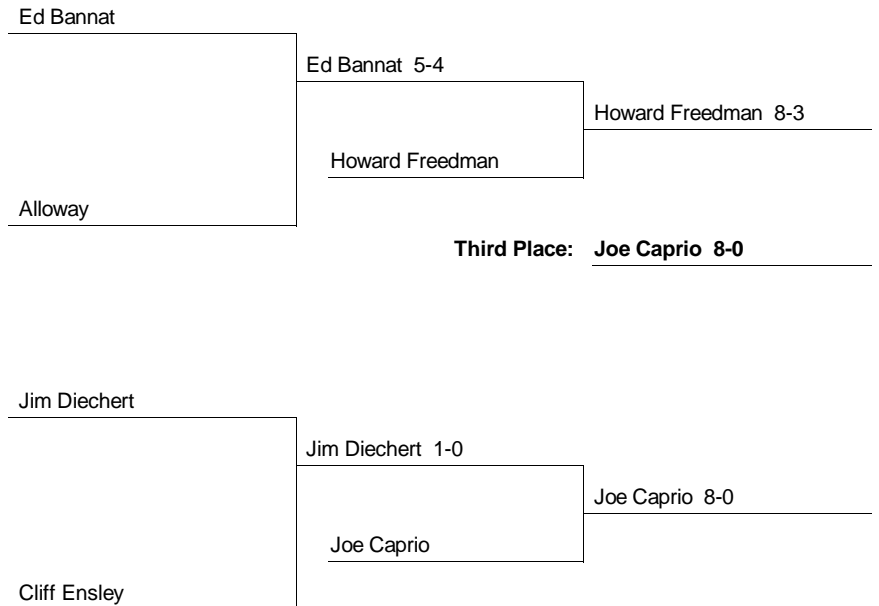 Ed Bannat
Ed Bannat 5-4
Howard Freedman 8-3
Howard Freedman
Alloway
Third Place: Joe Caprio 8-0
Jim Diechert
Jim Diechert 1-0
Joe Caprio 8-0
Joe Caprio
Cliff Ensley